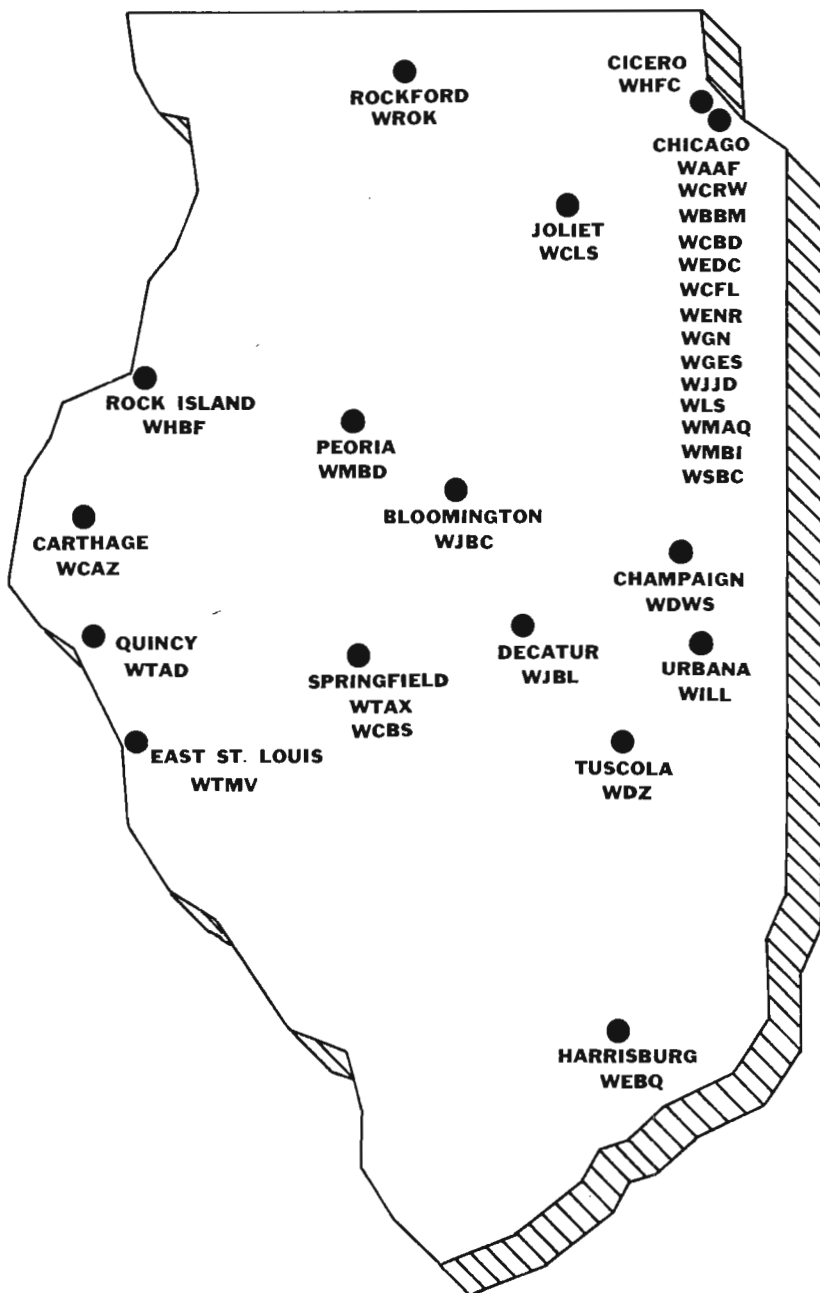 CICERO
WHFC
ROCKFORD
WROK
CHICAGO
WAAF
WCRW
WBBM
WCBD
WEDC
WCFL
WENR
WGN
WGES
WJJD
WLS
WMAQ
WMBI
WSBC
JOLIET
WCLS
ROCK ISLAND
WHBF
PEORIA
WMBD
BLOOMINGTON
WJBC
CARTHAGE
WCAZ
CHAMPAIGN
WDWS
QUINCY
WTAD
SPRINGFIELD
WTAX
WCBS
DECATUR
WJBL
URBANA
WILL
EAST ST. LOUIS
WTMV
TUSCOLA
WDZ
HARRISBURG
WEBQ